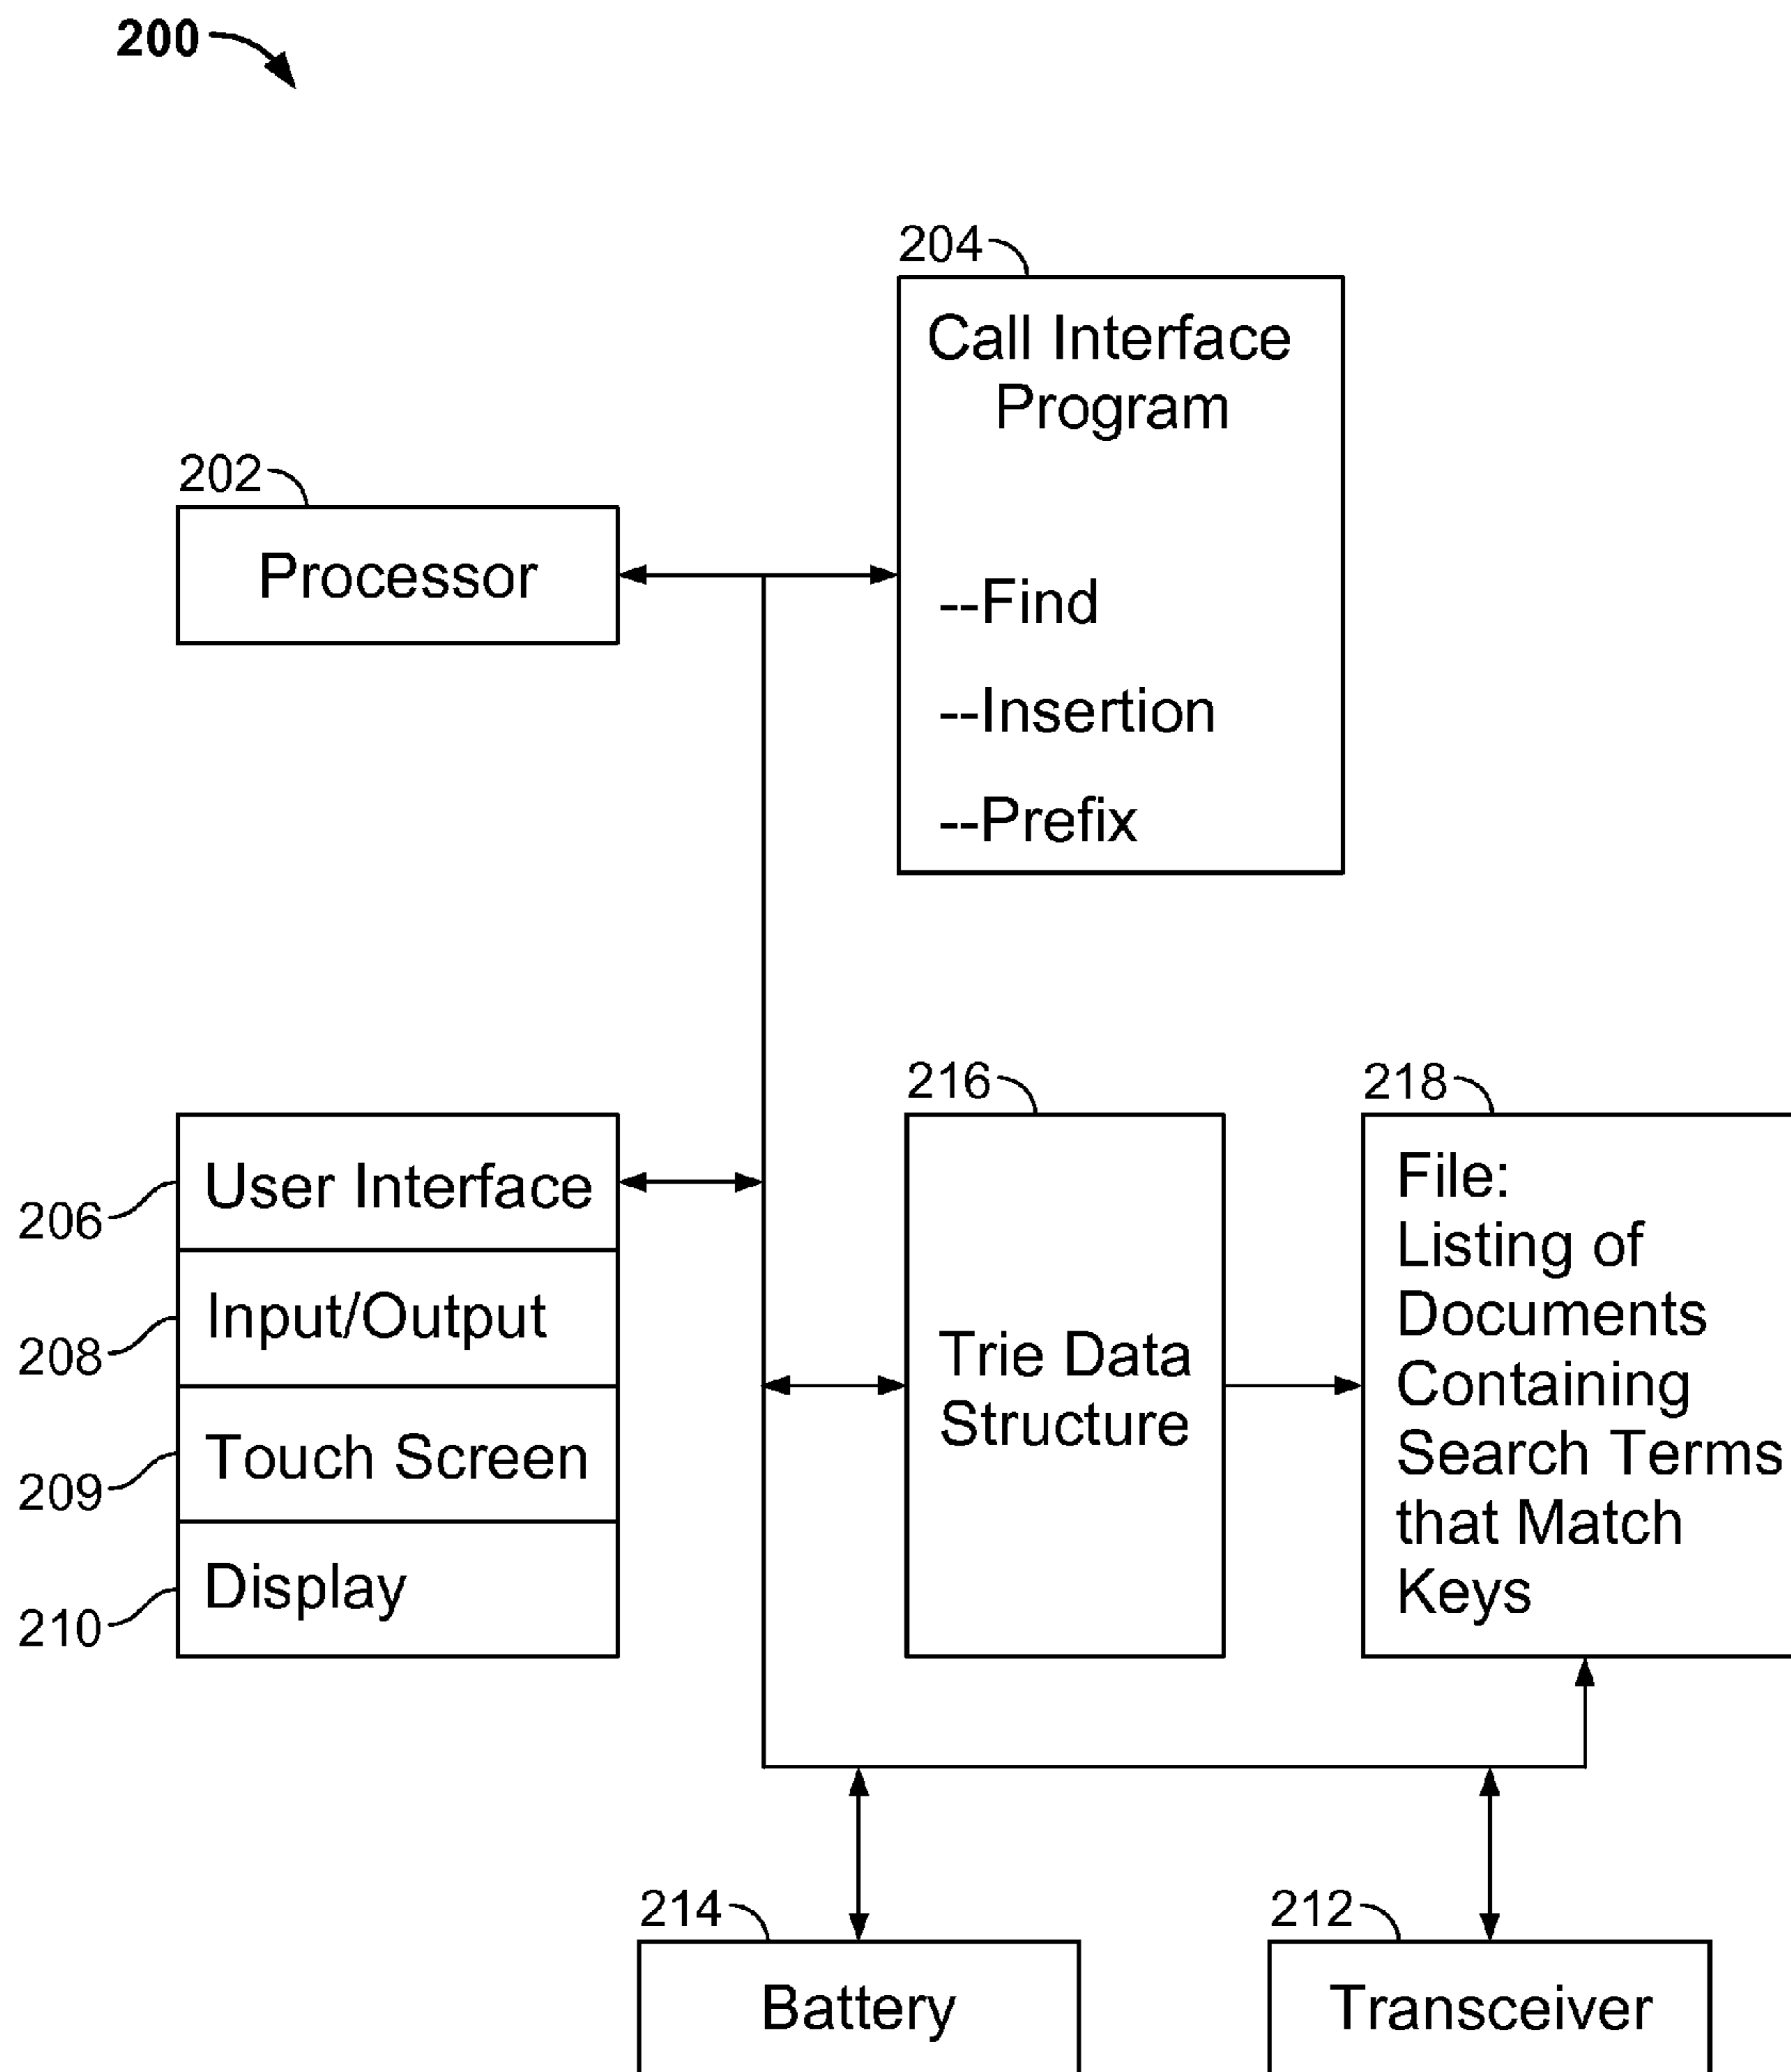 200
204
Call Interface
Program
--Find
--Insertion
--Prefix
202
Processor
206
User Interface
208
Input/Output
209
Touch Screen
210
Display
216
Trie Data
Structure
218
File:
Listing of
Documents
Containing
Search Terms
that Match
Keys
214
Battery
212
Transceiver